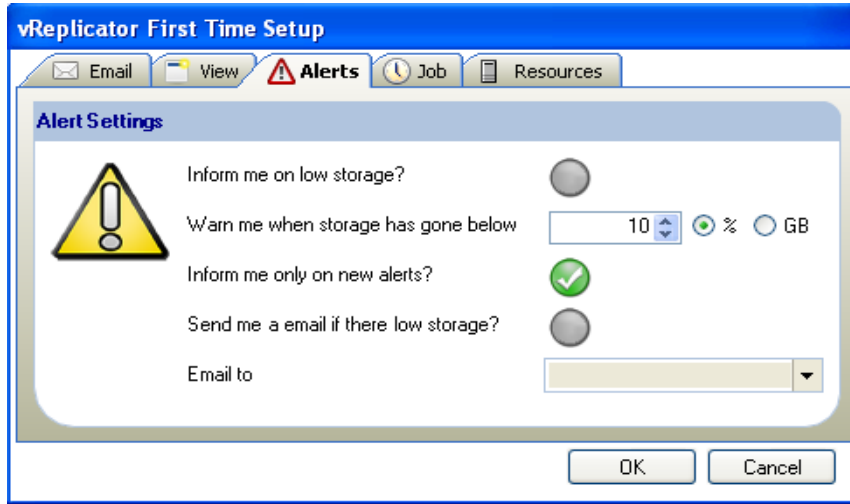 vReplicator First Time Setup
Email View Alerts Job Resources
Alert Settings
Inform me on low storage?
Warn me when storage has gone below 10 % GB
Inform me only on new alerts?
Send me a email if there low storage?
Email to
OK Cancel